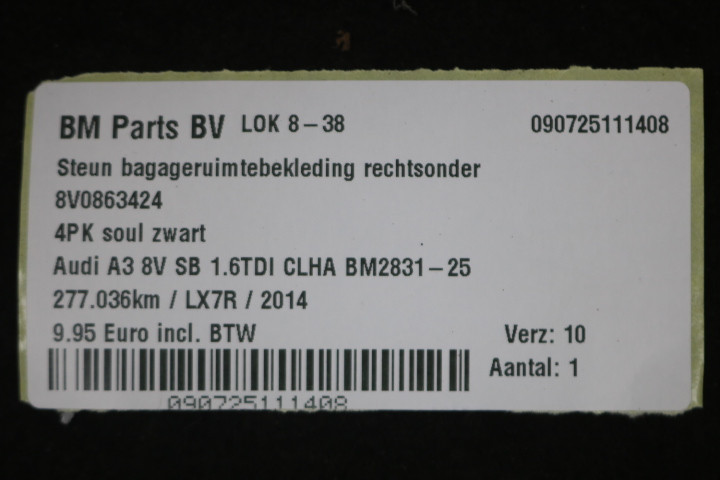 BM Parts BV LOK 8-38 090725111408
Steun bagageruimtebekleding rechtsonder
8V0863424
4PK soul zwart
Audi A3 8V SB 1.6TDI CLHA BM2831-25
277.036km / LX7R / 2014
9.95 Euro incl. BTW Verz: 10
Aantal: 1
090725111408